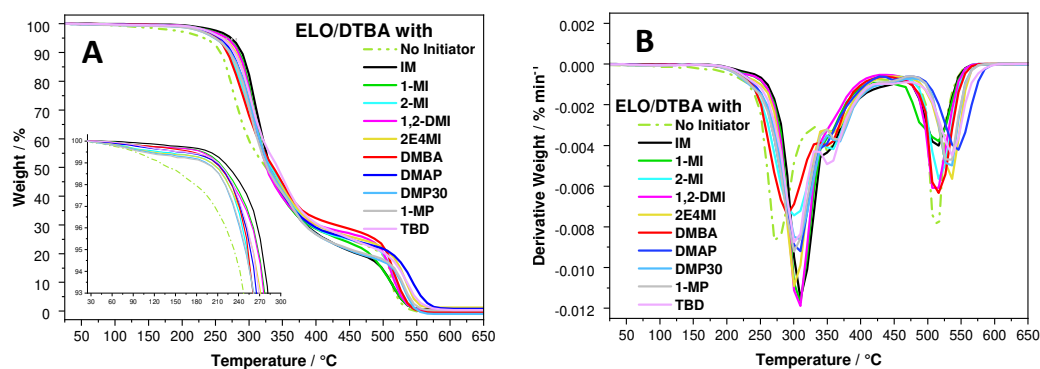 A
ELO/DTBA with
No Initiator
IM
1-MI
2-MI
1,2-DMI
2E4MI
DMBA
DMAP
DMP30
1-MP
TBD
Weight / %
100
90
80
70
60
50
40
30
20
10
0
100
99
98
97
96
95
94
93
30 60 90 120 150 180 210 240 270 300
50 100 150 200 250 300 350 400 450 500 550 600 650
Temperature / °C
B
ELO/DTBA with
No Initiator
IM
1-MI
2-MI
1,2-DMI
2E4MI
DMBA
DMAP
DMP30
1-MP
TBD
Derivative Weight / % min⁻¹
0.000
-0.002
-0.004
-0.006
-0.008
-0.010
-0.012
50 100 150 200 250 300 350 400 450 500 550 600 650
Temperature / °C